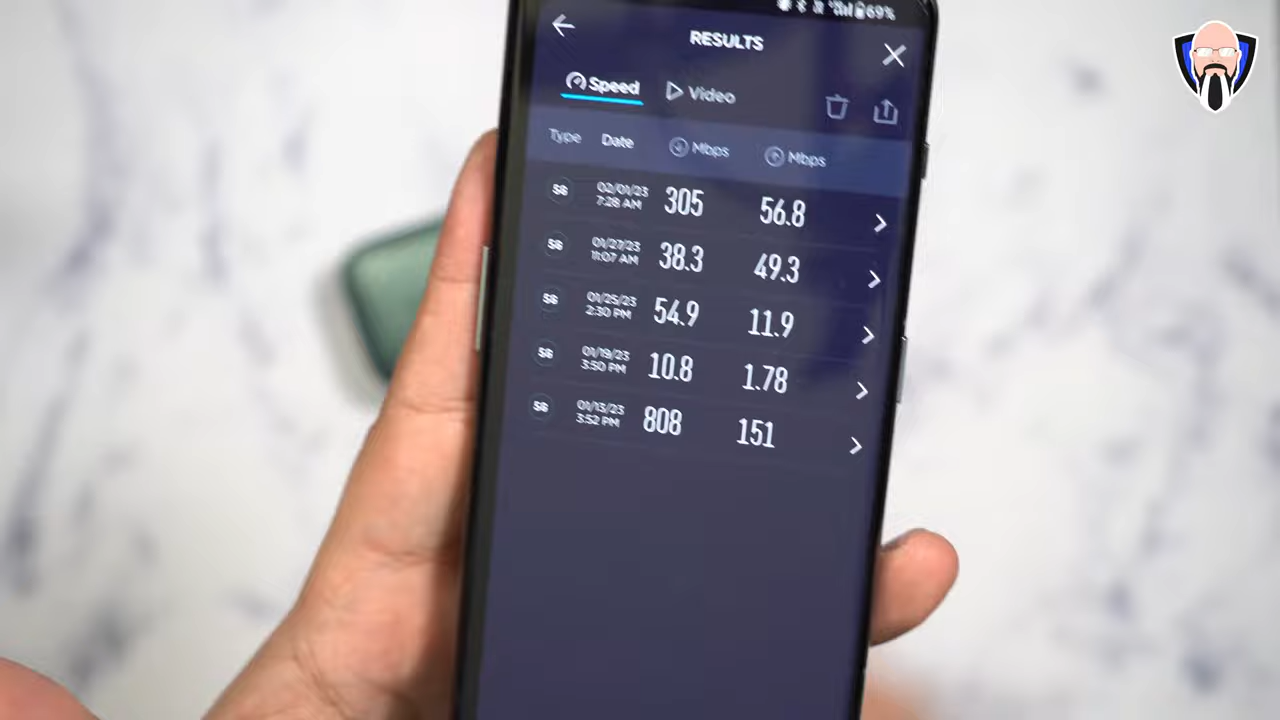 69%
RESULTS
Speed Video
Type Date Mbps Mbps
5G 02/01/23 7:28 AM 305 56.8
5G 01/27/23 11:07 AM 38.3 49.3
5G 01/25/23 2:30 PM 54.9 11.9
5G 01/19/23 3:50 PM 10.8 1.78
5G 01/13/23 3:52 PM 808 151